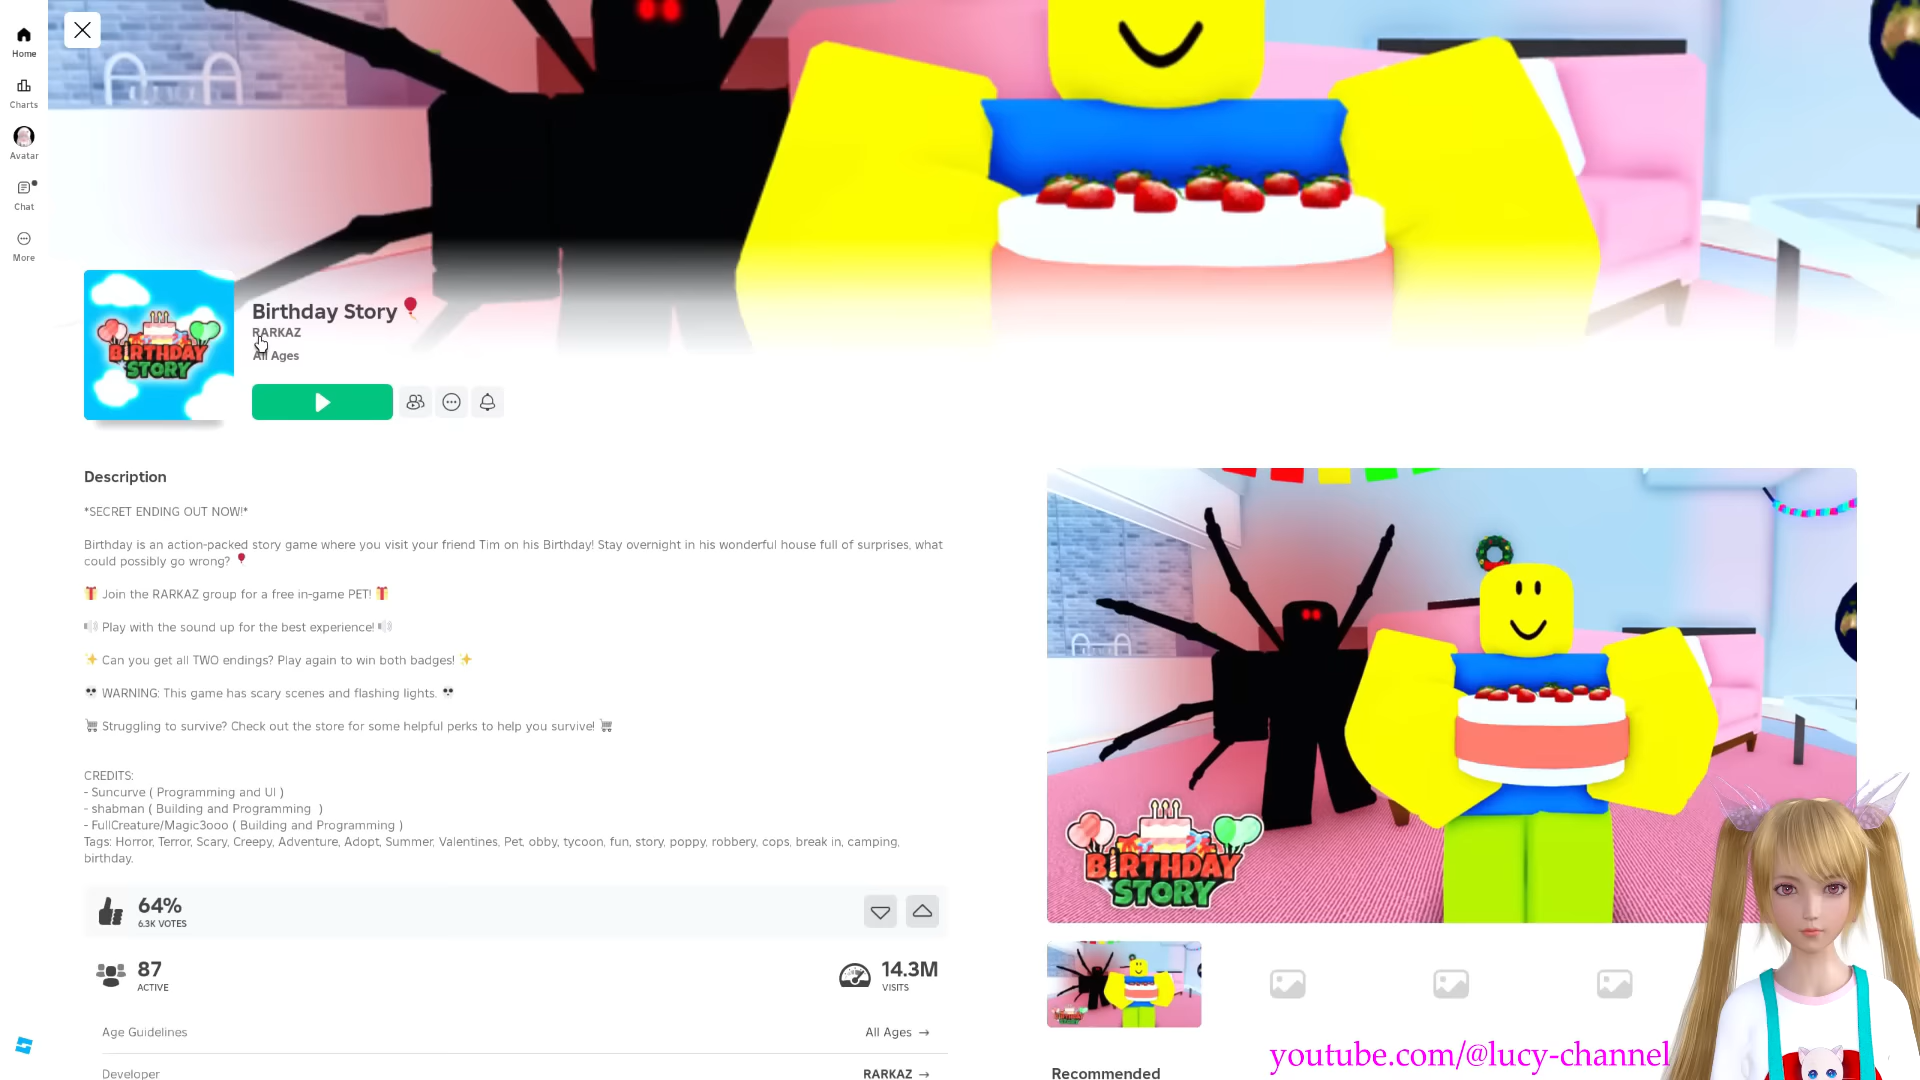 Home
Charts
Avatar
Chat
More
BIRTHDAY
STORY
Birthday Story🎈
RARKAZ
All Ages
Description
*SECRET ENDING OUT NOW!*
Birthday is an action-packed story game where you visit your friend Tim on his Birthday! Stay overnight in his wonderful house full of surprises, what
could possibly go wrong? 🎈
🎁 Join the RARKAZ group for a free in-game PET! 🎁
🔊 Play with the sound up for the best experience! 🔊
✨ Can you get all TWO endings? Play again to win both badges! ✨
💀 WARNING: This game has scary scenes and flashing lights. 💀
🛒 Struggling to survive? Check out the store for some helpful perks to help you survive! 🛒
CREDITS:
- Suncurve ( Programming and UI )
- shabman ( Building and Programming  )
- FullCreature/Magic3ooo ( Building and Programming )
Tags: Horror, Terror, Scary, Creepy, Adventure, Adopt, Summer, Valentines, Pet, obby, tycoon, fun, story, poppy, robbery, cops, break in, camping,
birthday.
64%
6.3K VOTES
87
ACTIVE
14.3M
VISITS
Age Guidelines
All Ages →
Developer
RARKAZ →
BIRTHDAY
STORY
BIRTHDAY
STORY
Recommended
youtube.com/@lucy-channel